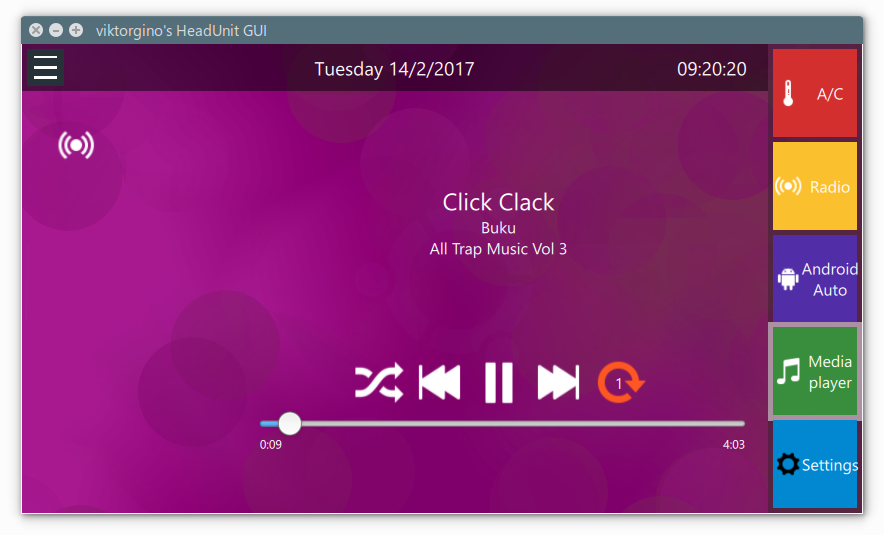 viktorgino's HeadUnit GUI
Tuesday 14/2/2017
09:20:20
A/C
Radio
Android
Auto
Media
player
Settings
Click Clack
Buku
All Trap Music Vol 3
1
0:09
4:03